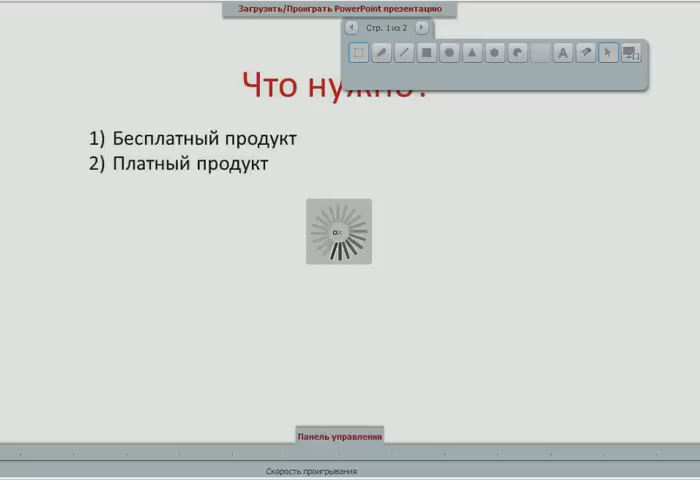 Загрузить/Проиграть PowerPoint презентацию
Стр. 1 из 2
A
Что нужно?
1) Бесплатный продукт
2) Платный продукт
Панель управления
Скорость проигрывания